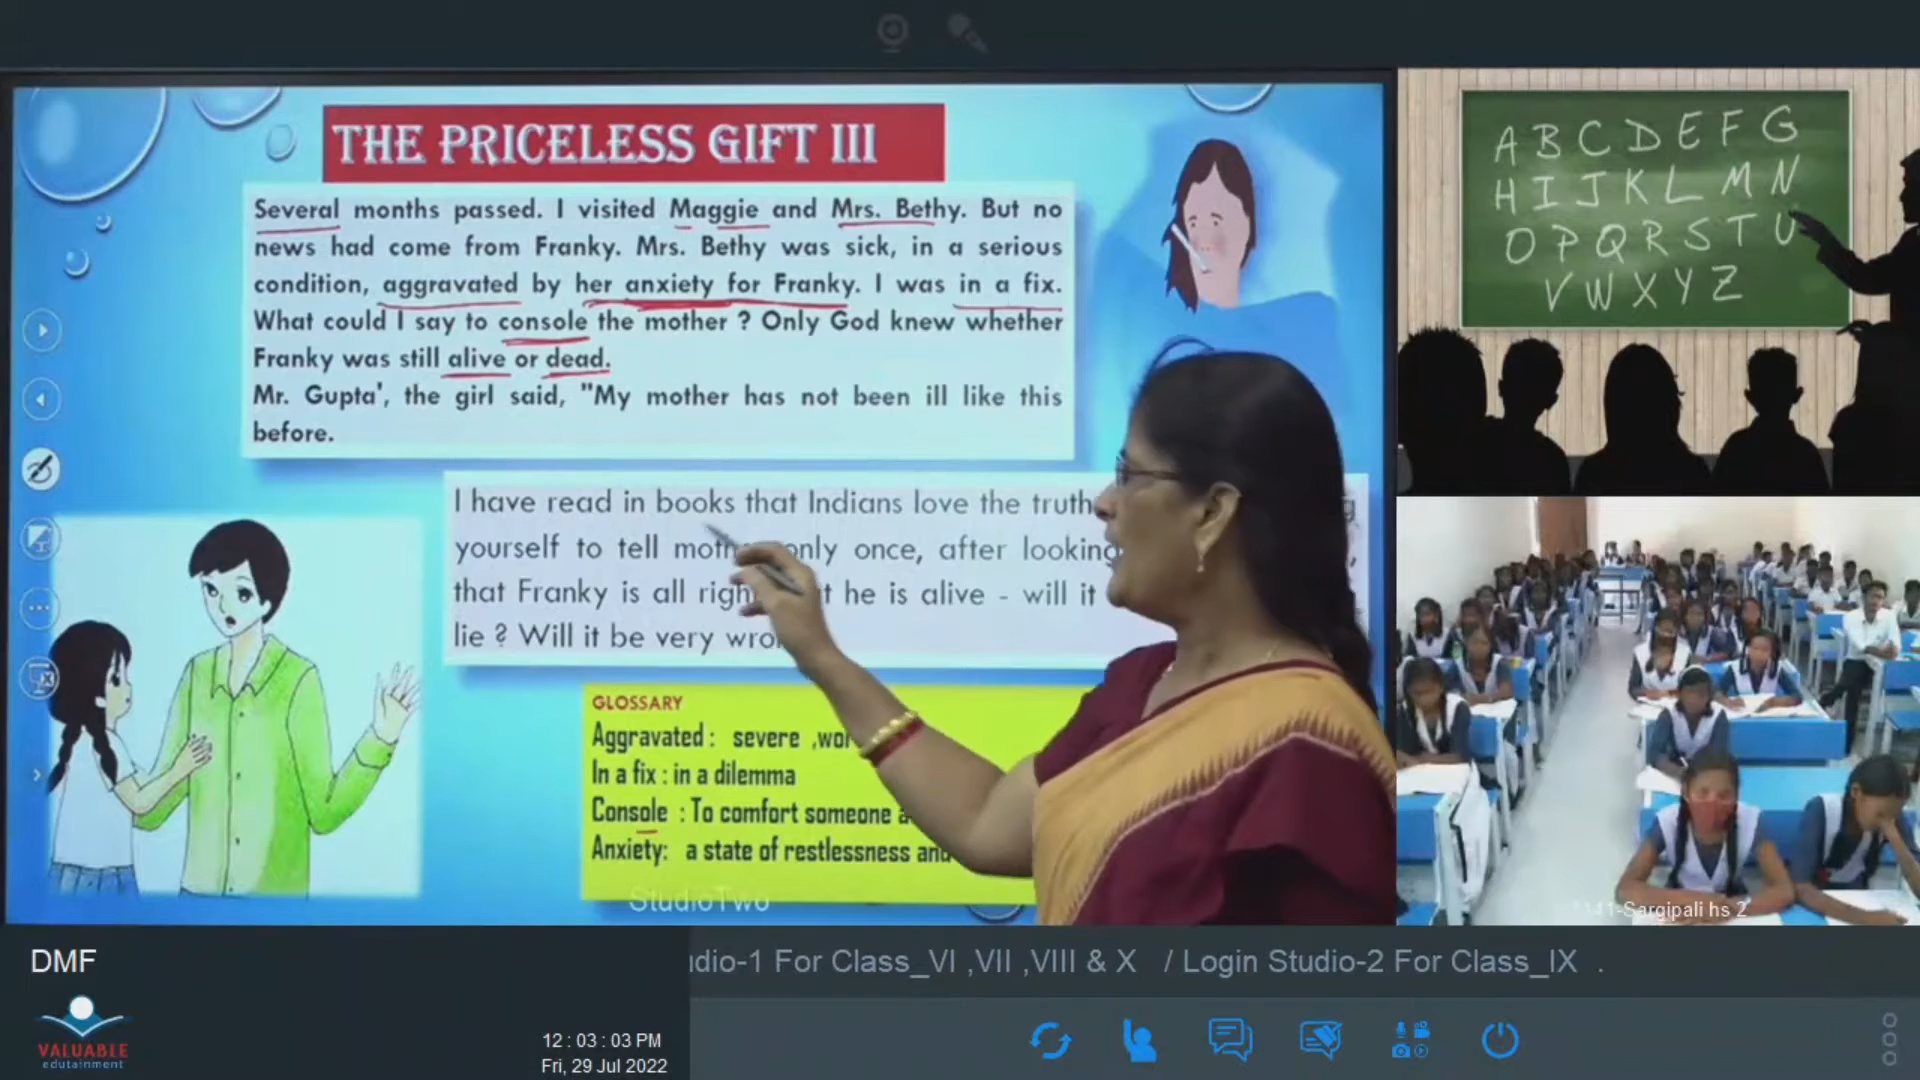 THE PRICELESS GIFT III
Several months passed. I visited Maggie and Mrs. Bethy. But no
news had come from Franky. Mrs. Bethy was sick, in a serious
condition, aggravated by her anxiety for Franky. I was in a fix.
What could I say to console the mother ? Only God knew whether
Franky was still alive or dead.
Mr. Gupta', the girl said, "My mother has not been ill like this
before.
I have read in books that Indians love the truth
yourself to tell only once, after looking
that Franky is all he is alive - will it
lie ? Will it be very
GLOSSARY
Aggravated : severe ,
In a fix : in a dilemma
Console : To comfort someone
Anxiety: a state of restlessness and
StudioTwo
A B C D E F G
H I J K L M N
O P Q R S T U
V W X Y Z
-Sargipali hs 2
DMF
VALUABLE
edutainment
12 : 03 : 03 PM
Fri, 29 Jul 2022
udio-1 For Class_VI ,VII ,VIII & X / Login Studio-2 For Class_IX .